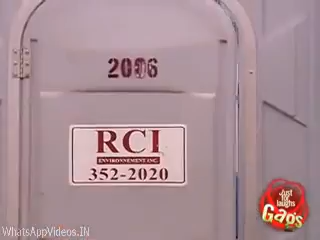 2006
RCI
ENVIRONNEMENT INC.
352-2020
WhatsAppVideos.IN
JUST
for
laughs
Gags